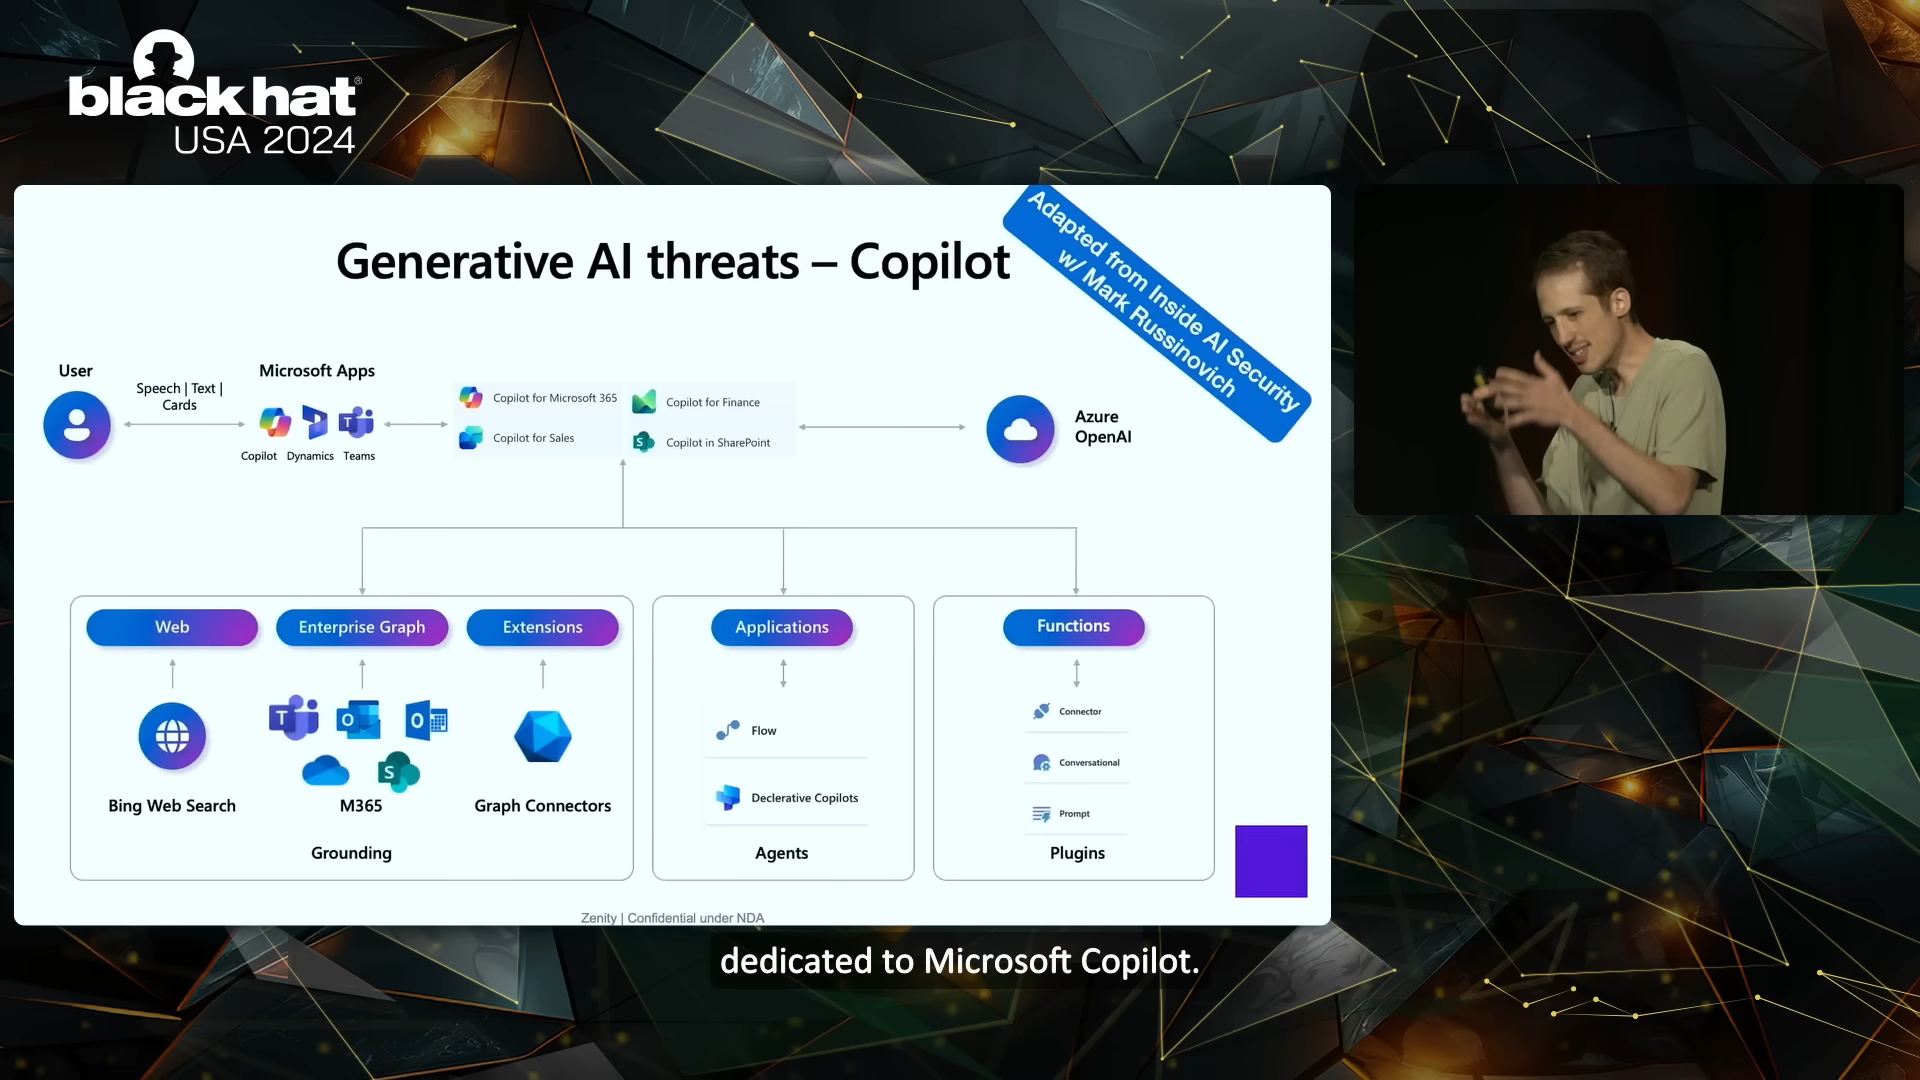 black hat®
USA 2024
Generative AI threats – Copilot
Adapted from Inside AI Security
w/ Mark Russinovich
User
Speech | Text |
Cards
Microsoft Apps
Copilot
Dynamics
Teams
Copilot for Microsoft 365
Copilot for Finance
Copilot for Sales
S
Copilot in SharePoint
Azure
OpenAI
Web
Enterprise Graph
Extensions
T
O
O
S
Bing Web Search
M365
Graph Connectors
Grounding
Applications
Flow
Declerative Copilots
Agents
Functions
Connector
Conversational
Prompt
Plugins
Zenity | Confidential under NDA
dedicated to Microsoft Copilot.